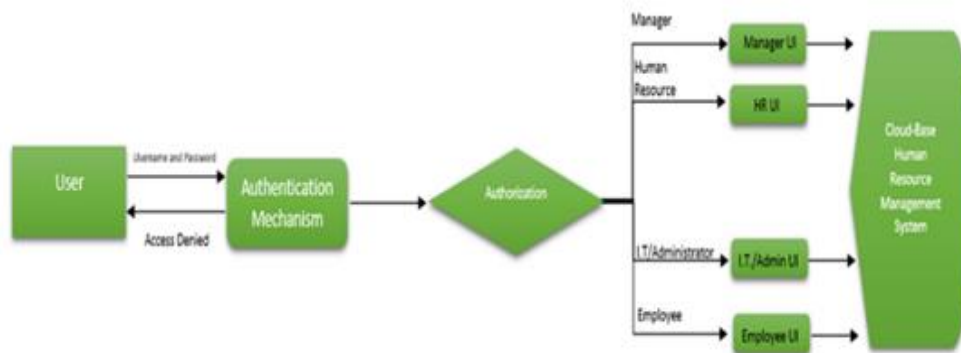 Manager
Manager UI
Human
Resource
HR UI
User
Username and Password
Access Denied
Authentication
Mechanism
Authorization
Cloud-Base
Human
Resource
Management
System
I.T/Administrator
I.T./Admin UI
Employee
Employee UI